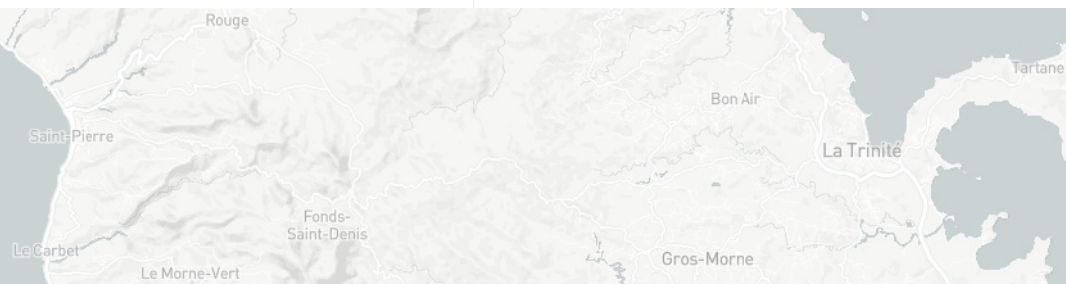 Rouge
Tartane
Bon Air
Saint-Pierre
La Trinité
Fonds-
Saint-Denis
Le Carbet
Gros-Morne
Le Morne-Vert